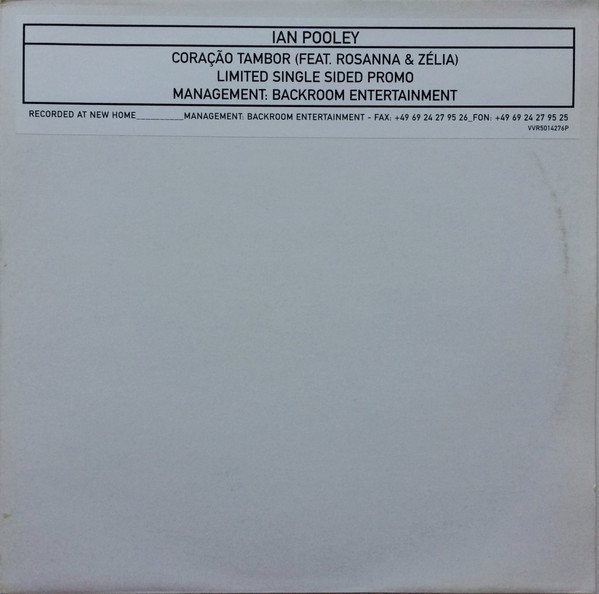 IAN POOLEY
CORAÇÃO TAMBOR (FEAT. ROSANNA & ZÉLIA)
LIMITED SINGLE SIDED PROMO
MANAGEMENT: BACKROOM ENTERTAINMENT
RECORDED AT NEW HOME__________MANAGEMENT: BACKROOM ENTERTAINMENT - FAX: +49 69 24 27 95 26_FON: +49 69 24 27 95 25
VVR5014276P